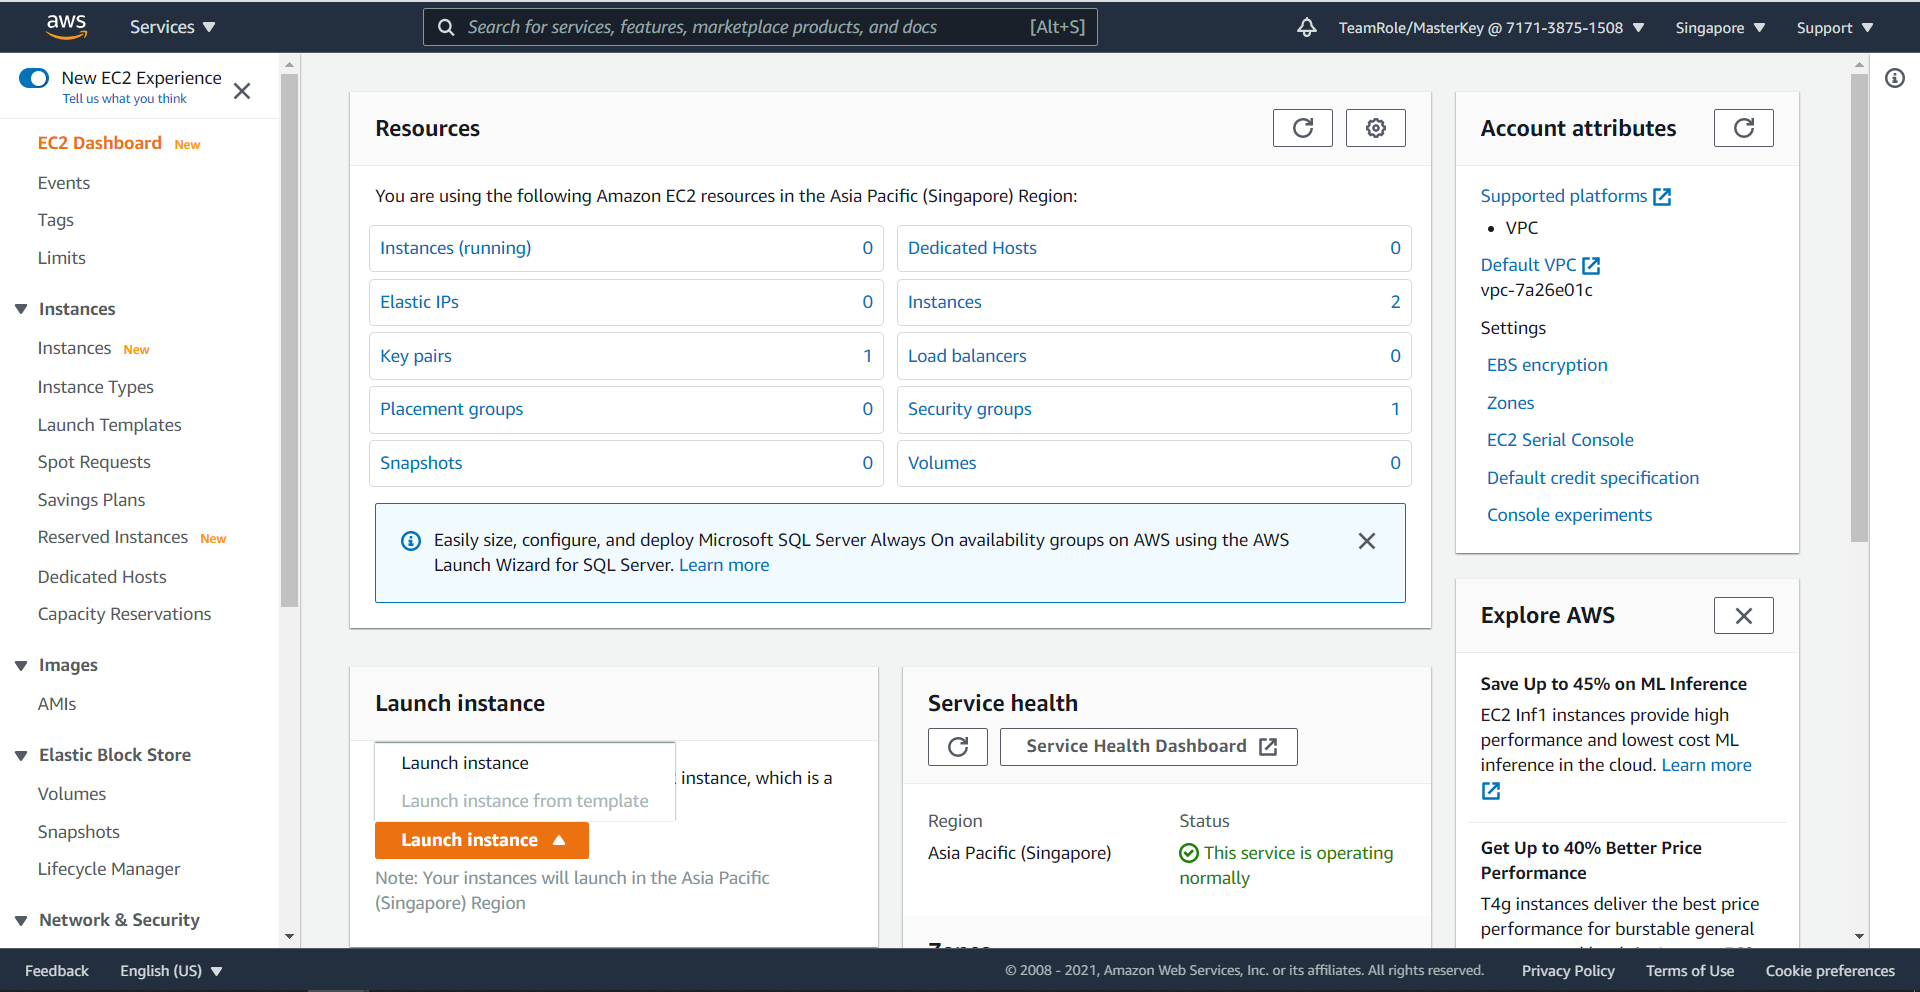 aws
Services
Search for services, features, marketplace products, and docs [Alt+S]
TeamRole/MasterKey @ 7171-3875-1508
Singapore
Support
New EC2 Experience
Tell us what you think
EC2 Dashboard New
Events
Tags
Limits
Instances
Instances New
Instance Types
Launch Templates
Spot Requests
Savings Plans
Reserved Instances New
Dedicated Hosts
Capacity Reservations
Images
AMIs
Elastic Block Store
Volumes
Snapshots
Lifecycle Manager
Network & Security
Resources
You are using the following Amazon EC2 resources in the Asia Pacific (Singapore) Region:
Instances (running) 0
Dedicated Hosts 0
Elastic IPs 0
Instances 2
Key pairs 1
Load balancers 0
Placement groups 0
Security groups 1
Snapshots 0
Volumes 0
Easily size, configure, and deploy Microsoft SQL Server Always On availability groups on AWS using the AWS
Launch Wizard for SQL Server. Learn more
Launch instance
Launch instance
instance, which is a
Launch instance from template
Launch instance
Note: Your instances will launch in the Asia Pacific
(Singapore) Region
Service health
Service Health Dashboard
Region
Asia Pacific (Singapore)
Status
This service is operating
normally
Zones
Account attributes
Supported platforms
• VPC
Default VPC
vpc-7a26e01c
Settings
EBS encryption
Zones
EC2 Serial Console
Default credit specification
Console experiments
Explore AWS
Save Up to 45% on ML Inference
EC2 Inf1 instances provide high
performance and lowest cost ML
inference in the cloud. Learn more
Get Up to 40% Better Price
Performance
T4g instances deliver the best price
performance for burstable general
Feedback
English (US)
© 2008 - 2021, Amazon Web Services, Inc. or its affiliates. All rights reserved.
Privacy Policy
Terms of Use
Cookie preferences